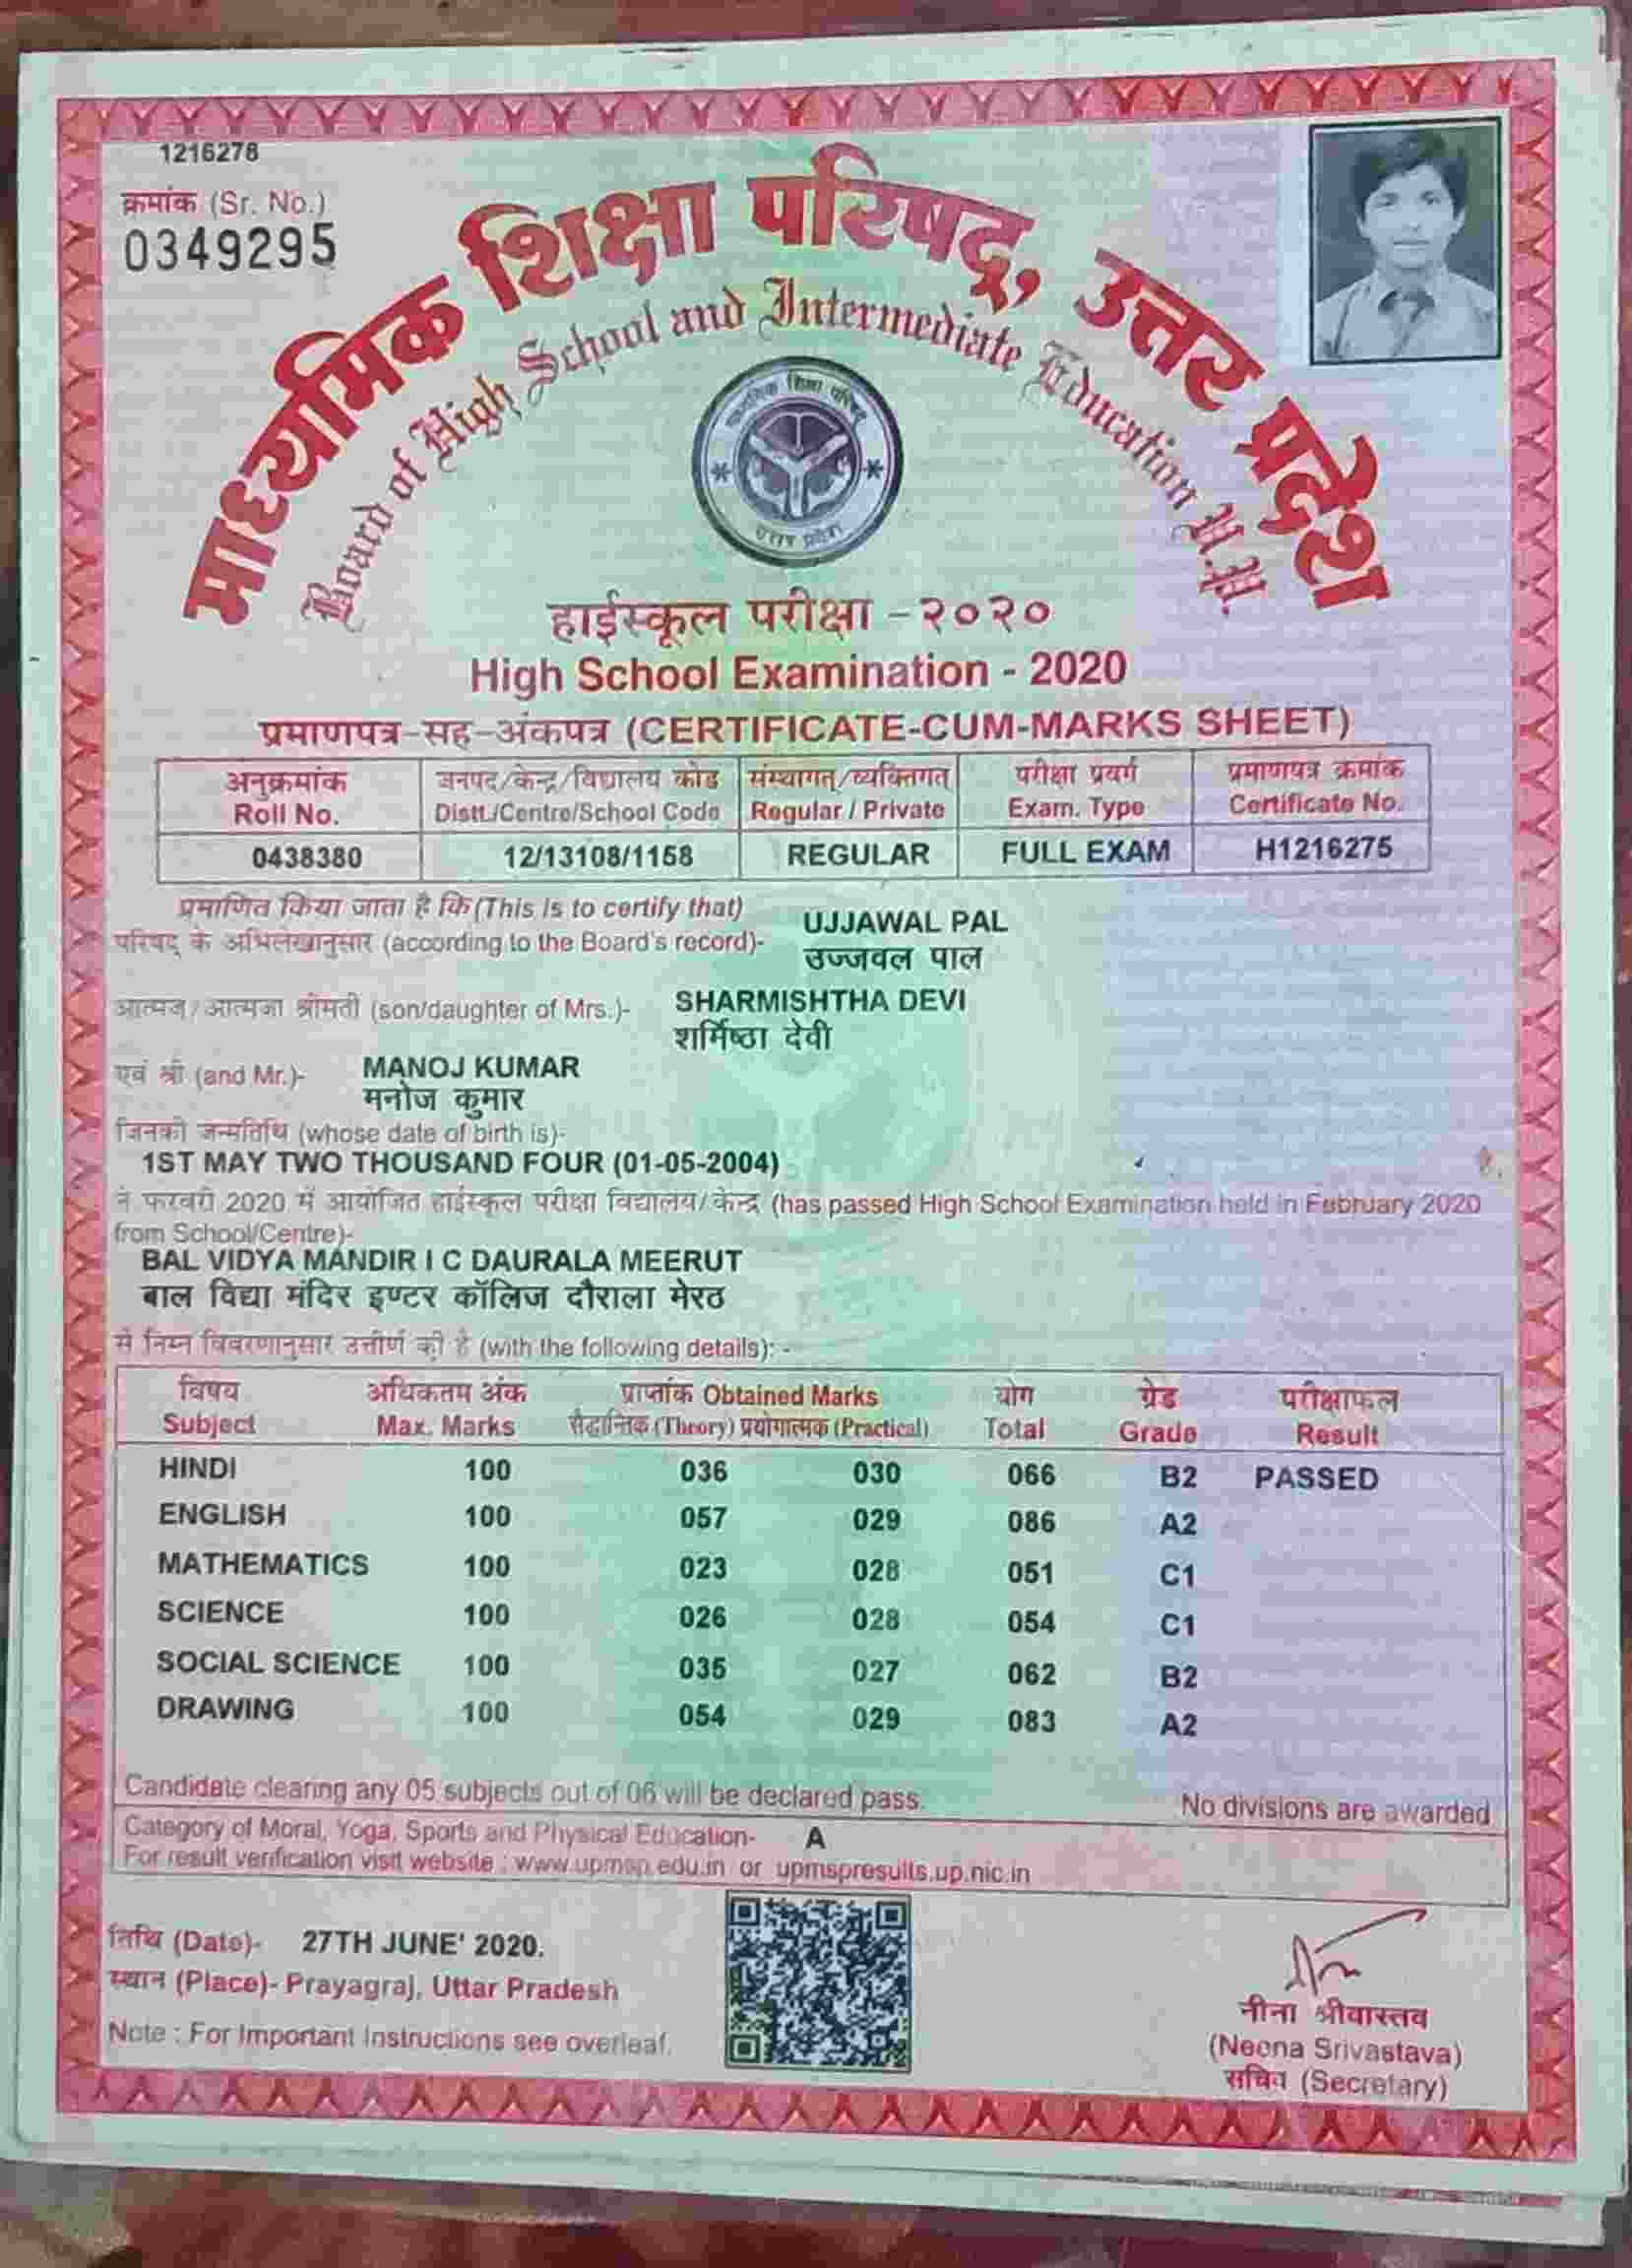 1216278
क्रमांक (Sr. No.)
0349295
माध्यमिक शिक्षा परिषद्, उत्तर प्रदेश
Board of High School and Intermediate Education U.P.
माध्यमिक शिक्षा परिषद्
उत्तर प्रदेश
हाईस्कूल परीक्षा -२०२०
High School Examination - 2020
प्रमाणपत्र-सह-अंकपत्र (CERTIFICATE-CUM-MARKS SHEET)
अनुक्रमांक जनपद/केन्द्र/विद्यालय कोड संस्थागत/व्यक्तिगत परीक्षा प्रवर्ग प्रमाणपत्र क्रमांक
Roll No. Distt./Centre/School Code Regular / Private Exam. Type Certificate No.
0438380 12/13108/1158 REGULAR FULL EXAM H1216275
प्रमाणित किया जाता है कि (This is to certify that) UJJAWAL PAL
परिषद् के अभिलेखानुसार (according to the Board's record)- उज्जवल पाल
आत्मज/आत्मजा श्रीमती (son/daughter of Mrs.)- SHARMISHTHA DEVI
शर्मिष्ठा देवी
एवं श्री (and Mr.)- MANOJ KUMAR
मनोज कुमार
जिनकी जन्मतिथि (whose date of birth is)-
1ST MAY TWO THOUSAND FOUR (01-05-2004)
है,
ने फरवरी 2020 में आयोजित हाईस्कूल परीक्षा विद्यालय/केन्द्र (has passed High School Examination held in February 2020
from School/Centre)-
BAL VIDYA MANDIR I C DAURALA MEERUT
बाल विद्या मंदिर इण्टर कॉलिज दौराला मेरठ
से निम्न विवरणानुसार उत्तीर्ण की है (with the following details): -
विषय अधिकतम अंक प्राप्तांक Obtained Marks योग ग्रेड परीक्षाफल
Subject Max. Marks सैद्धान्तिक (Theory) प्रयोगात्मक (Practical) Total Grade Result
HINDI 100 036 030 066 B2 PASSED
ENGLISH 100 057 029 086 A2
MATHEMATICS 100 023 028 051 C1
SCIENCE 100 026 028 054 C1
SOCIAL SCIENCE 100 035 027 062 B2
DRAWING 100 054 029 083 A2
Candidate clearing any 05 subjects out of 06 will be declared pass. No divisions are awarded
Category of Moral, Yoga, Sports and Physical Education- A
For result verification visit website : www.upmsp.edu.in or upmspresults.up.nic.in
तिथि (Date)- 27TH JUNE' 2020.
स्थान (Place)- Prayagraj, Uttar Pradesh
Note : For Important Instructions see overleaf.
नीना श्रीवास्तव
(Neena Srivastava)
सचिव (Secretary)